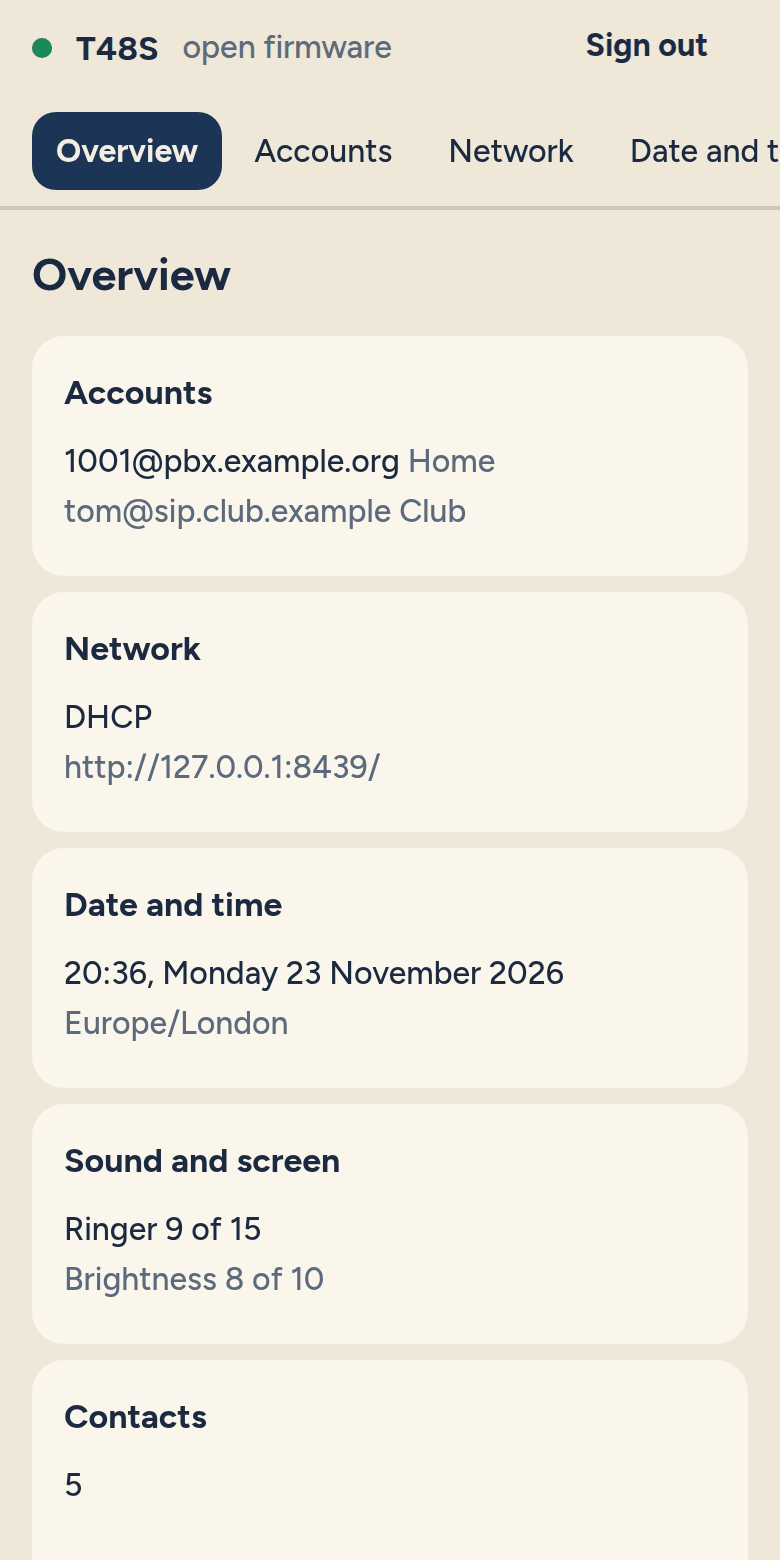 T48S open firmware Sign out
Overview Accounts Network Date and t
Overview
Accounts
1001@pbx.example.org Home
tom@sip.club.example Club
Network
DHCP
http://127.0.0.1:8439/
Date and time
20:36, Monday 23 November 2026
Europe/London
Sound and screen
Ringer 9 of 15
Brightness 8 of 10
Contacts
5